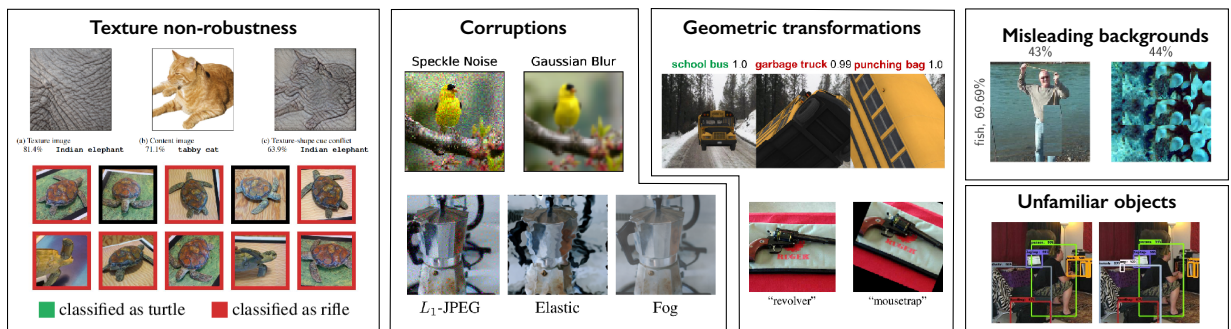 Texture non-robustness
(a) Texture image
81.4% Indian elephant
(b) Content image
71.1% tabby cat
(c) Texture-shape cue conflict
63.9% Indian elephant
classified as turtle
classified as rifle
Corruptions
Speckle Noise
Gaussian Blur
L₁-JPEG
Elastic
Fog
Geometric transformations
school bus 1.0
garbage truck 0.99
punching bag 1.0
RUGER
"revolver"
"mousetrap"
Misleading backgrounds
43%
44%
fish, 69.69%
Unfamiliar objects